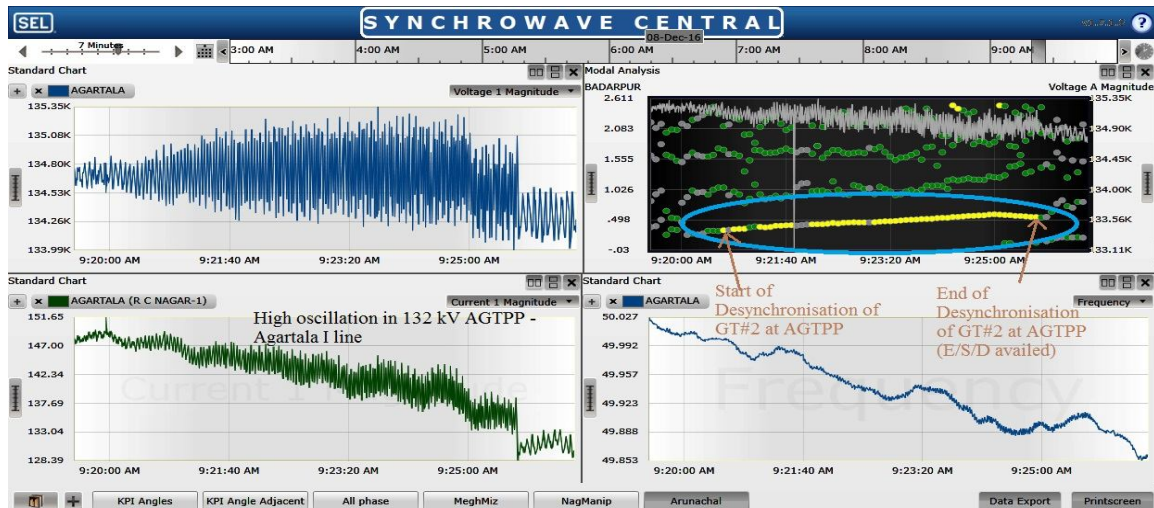 SEL
SYNCHROWAVE CENTRAL
?
7 Minutes
3:00 AM 4:00 AM 5:00 AM 6:00 AM 7:00 AM 8:00 AM 9:00 AM
08-Dec-16
Standard Chart
AGARTALA
Voltage 1 Magnitude
135.35K
135.08K
134.80K
134.53K
134.26K
133.99K
9:20:00 AM 9:21:40 AM 9:23:20 AM 9:25:00 AM
Modal Analysis
BADARPUR
Voltage A Magnitude
2.611 135.35K
2.083 134.90K
1.555 134.45K
1.026 134.00K
.498 133.56K
-.03 133.11K
9:20:00 AM 9:21:40 AM 9:23:20 AM 9:25:00 AM
Standard Chart
AGARTALA (R C NAGAR-1)
Current 1 Magnitude
High oscillation in 132 kV AGTPP -
Agartala I line
Current 1 Magnitude
151.65
147.00
142.34
137.69
133.04
128.39
9:20:00 AM 9:21:40 AM 9:23:20 AM 9:25:00 AM
Standard Chart
AGARTALA
Frequency
Start of
Desynchronisation of
GT#2 at AGTPP
End of
Desynchronisation
of GT#2 at AGTPP
(E/S/D availed)
Frequency
50.027
49.992
49.957
49.923
49.888
49.853
9:20:00 AM 9:21:40 AM 9:23:20 AM 9:25:00 AM
KPI Angles KPI Angle Adjacent All phase MeghMiz NagManip Arunachal Data Export Printscreen